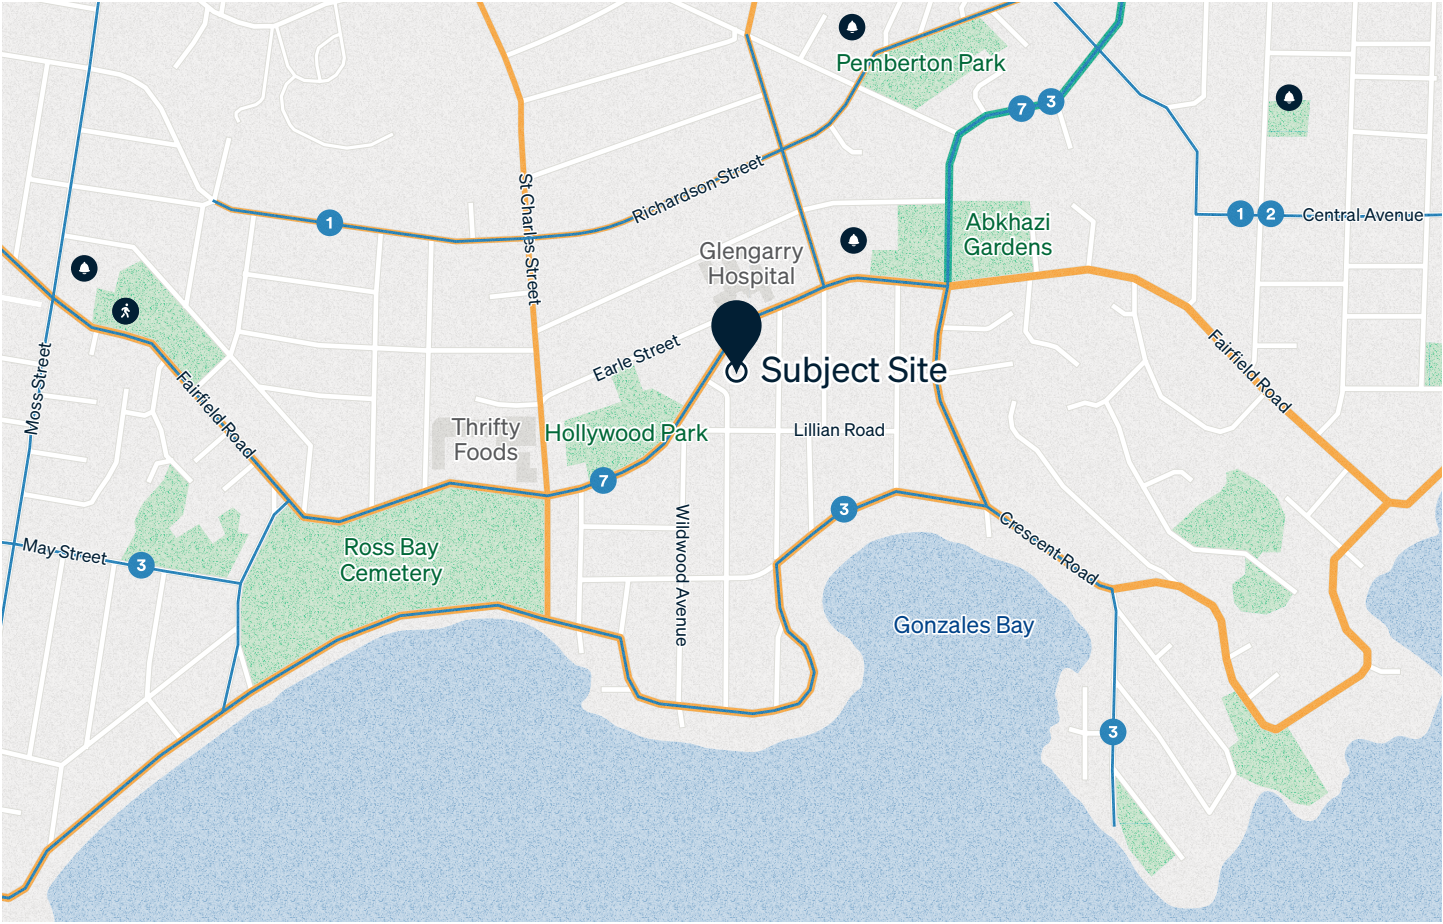 Pemberton Park
7
3
Richardson Street
St Charles Street
1
1
2
Central Avenue
Abkhazi
Gardens
Glengarry
Hospital
Moss Street
Fairfield Road
Earle Street
Subject Site
Fairfield Road
Thrifty
Foods
Hollywood Park
Lillian Road
7
3
Wildwood Avenue
Crescent Road
May Street
3
Ross Bay
Cemetery
Gonzales Bay
3